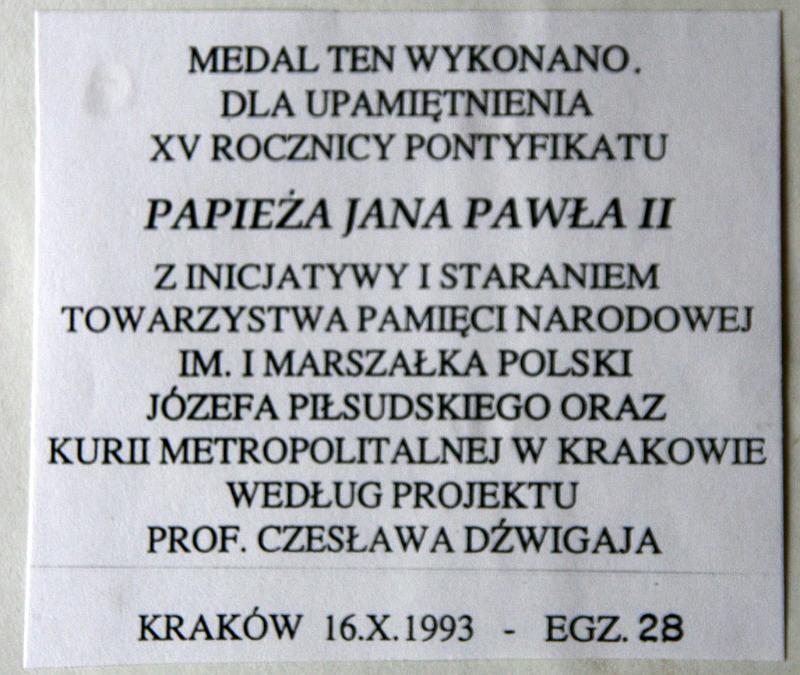 MEDAL TEN WYKONANO.
DLA UPAMIĘTNIENIA
XV ROCZNICY PONTYFIKATU
PAPIEŻA JANA PAWŁA II
Z INICJATYWY I STARANIEM
TOWARZYSTWA PAMIĘCI NARODOWEJ
IM. I MARSZAŁKA POLSKI
JÓZEFA PIŁSUDSKIEGO ORAZ
KURII METROPOLITALNEJ W KRAKOWIE
WEDŁUG PROJEKTU
PROF. CZESŁAWA DŹWIGAJA
KRAKÓW 16.X.1993 - EGZ. 28